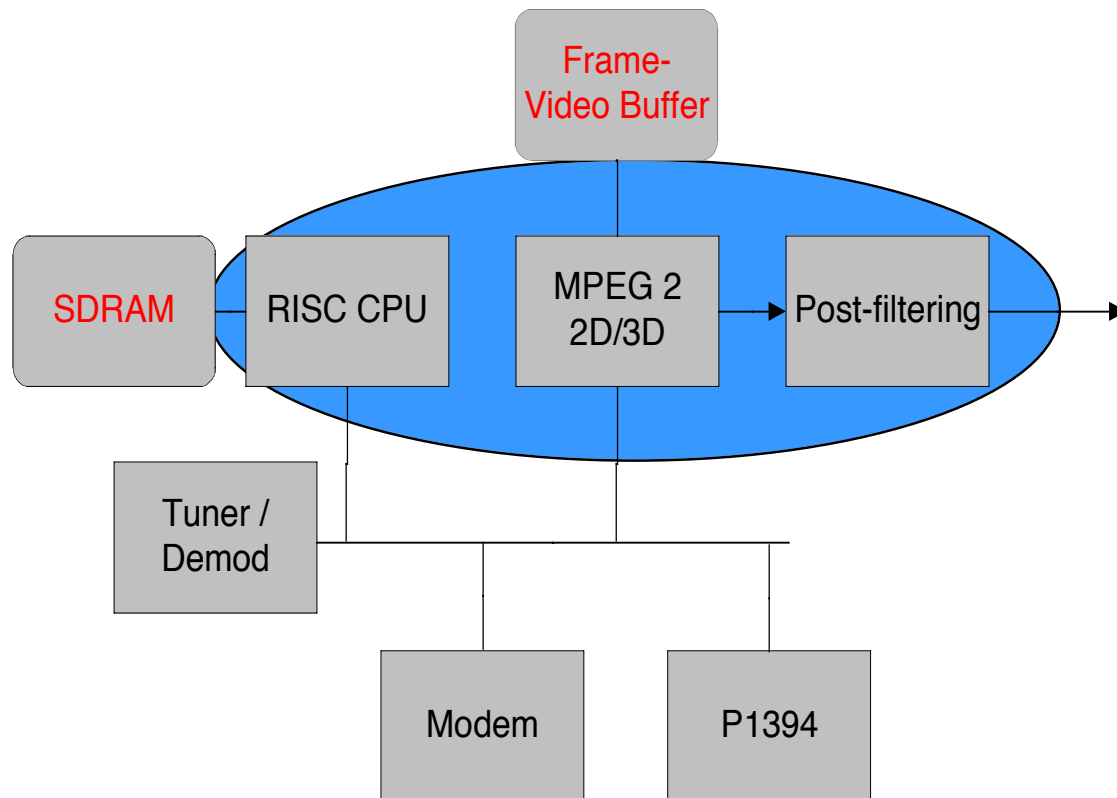 Frame-
Video Buffer
SDRAM
RISC CPU
MPEG 2
2D/3D
Post-filtering
Tuner /
Demod
Modem
P1394